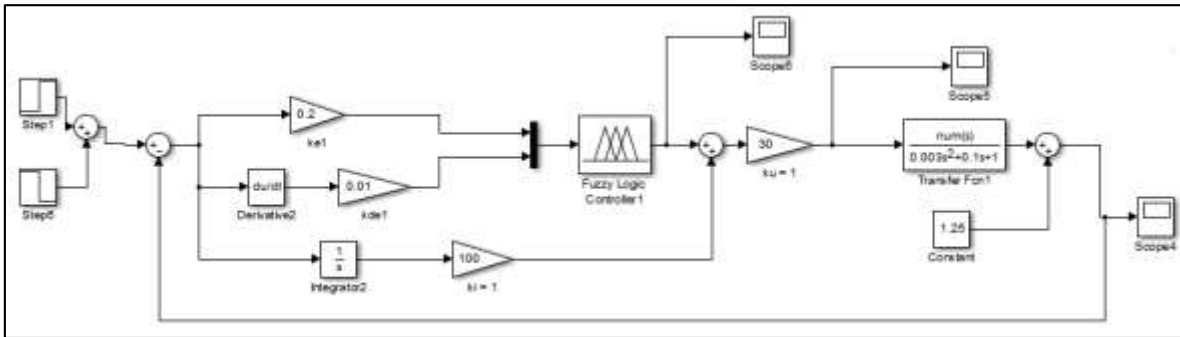 Scope6
Scope5
Step1
0.2
ke1
30
ku = 1
num(s)
0.003s²+0.1s+1
Transfer Fcn1
Fuzzy Logic
Controller1
du/dt
Derivative2
0.01
kde1
Step6
1.25
Constant
Scope4
1
s
Integrator2
100
ki = 1